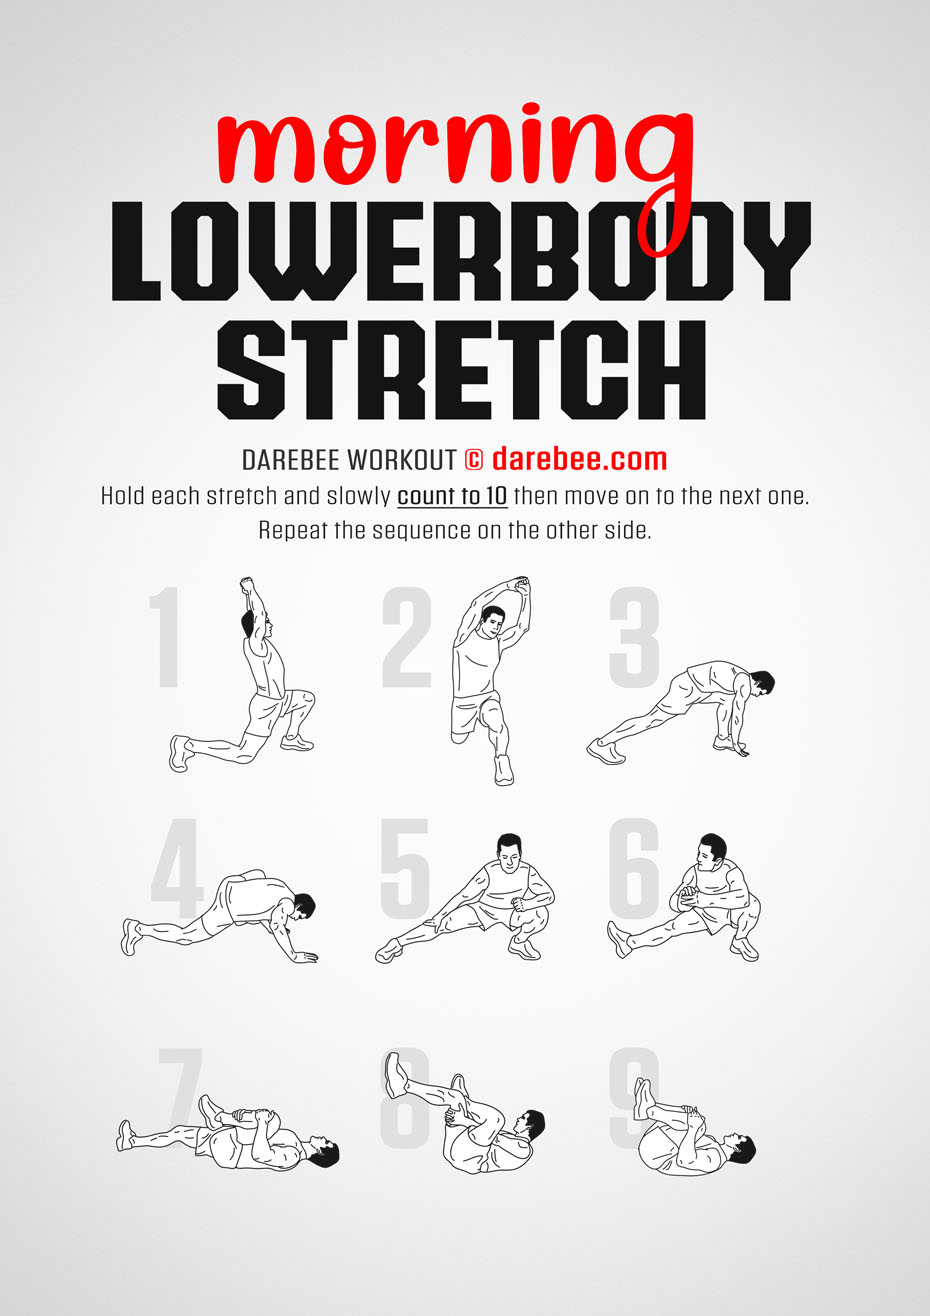 morning
LOWERBODY
STRETCH
DAREBEE WORKOUT © darebee.com
Hold each stretch and slowly count to 10 then move on to the next one.
Repeat the sequence on the other side.
1 2 3
4 5 6
7 8 9